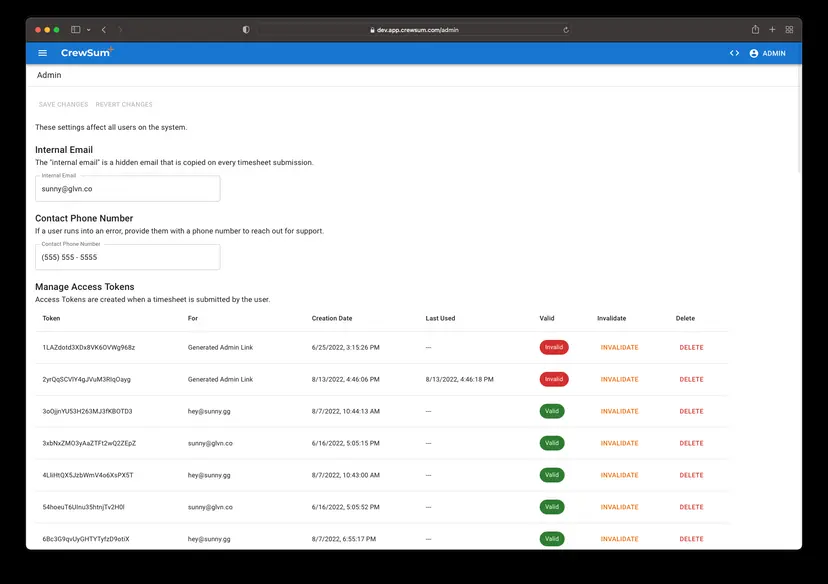 dev.app.crewsum.com/admin
CrewSum+
ADMIN
Admin
SAVE CHANGES REVERT CHANGES
These settings affect all users on the system.
Internal Email
The "internal email" is a hidden email that is copied on every timesheet submission.
Internal Email
sunny@glvn.co
Contact Phone Number
If a user runs into an error, provide them with a phone number to reach out for support.
Contact Phone Number
(555) 555 - 5555
Manage Access Tokens
Access Tokens are created when a timesheet is submitted by the user.
Token For Creation Date Last Used Valid Invalidate Delete
1LAZdotd3XDx8VK6OVWg968z Generated Admin Link 6/25/2022, 3:15:26 PM --- Invalid INVALIDATE DELETE
2yrQqSCVlY4gJVuM3RlqOayg Generated Admin Link 8/13/2022, 4:46:06 PM 8/13/2022, 4:46:18 PM Invalid INVALIDATE DELETE
3oOjjnYU53H263MJ3fKBOTD3 hey@sunny.gg 8/7/2022, 10:44:13 AM --- Valid INVALIDATE DELETE
3xbNxZMO3yAaZTFt2wQ2ZEpZ sunny@glvn.co 6/16/2022, 5:05:15 PM --- Valid INVALIDATE DELETE
4LIiHtQX5JzbWmV4o6XsPX5T hey@sunny.gg 8/7/2022, 10:43:00 AM --- Valid INVALIDATE DELETE
54hoeuT6UInu35htnjTv2H0l sunny@glvn.co 6/16/2022, 5:05:52 PM --- Valid INVALIDATE DELETE
6Bc3G9qvUyGHTYTyfzD9otiX hey@sunny.gg 8/7/2022, 6:55:17 PM --- Valid INVALIDATE DELETE